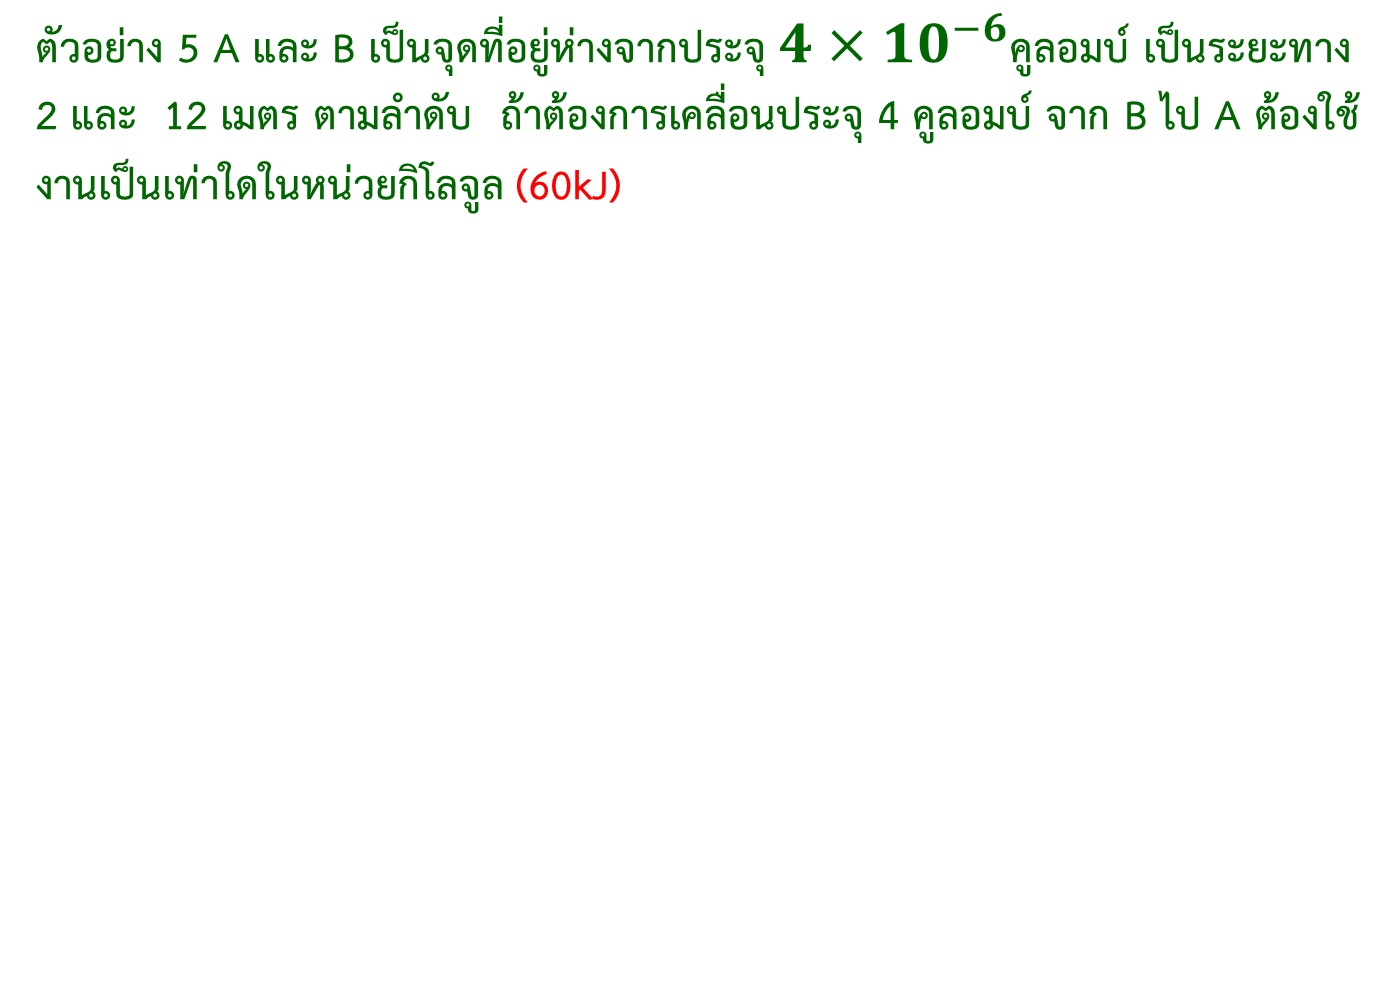 ตัวอย่าง 5 A และ B เป็นจุดที่อยู่ห่างจากประจุ 4 × 10⁻⁶ คูลอมบ์ เป็นระยะทาง
2 และ 12 เมตร ตามลำดับ ถ้าต้องการเคลื่อนประจุ 4 คูลอมบ์ จาก B ไป A ต้องใช้
งานเป็นเท่าใดในหน่วยกิโลจูล (60kJ)